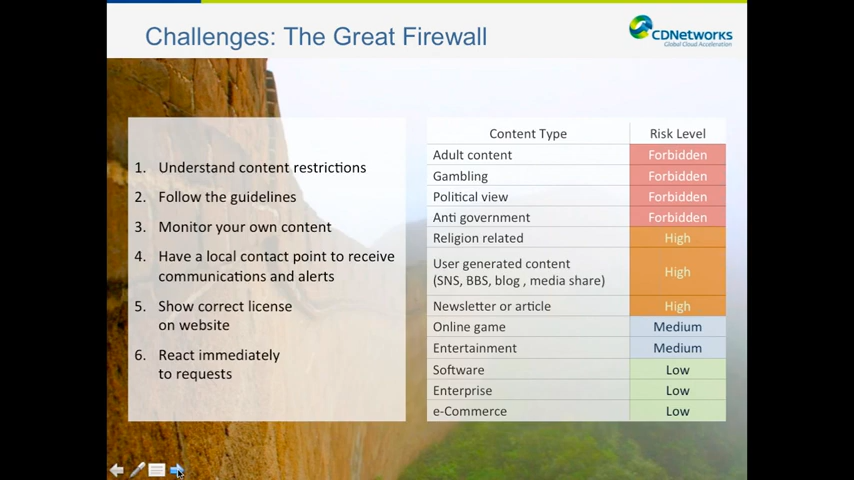 Challenges: The Great Firewall
CDNetworks
Global Cloud Acceleration
1. Understand content restrictions
2. Follow the guidelines
3. Monitor your own content
4. Have a local contact point to receive
communications and alerts
5. Show correct license
on website
6. React immediately
to requests
Content Type Risk Level
Adult content Forbidden
Gambling Forbidden
Political view Forbidden
Anti government Forbidden
Religion related High
User generated content
(SNS, BBS, blog , media share) High
Newsletter or article High
Online game Medium
Entertainment Medium
Software Low
Enterprise Low
e-Commerce Low